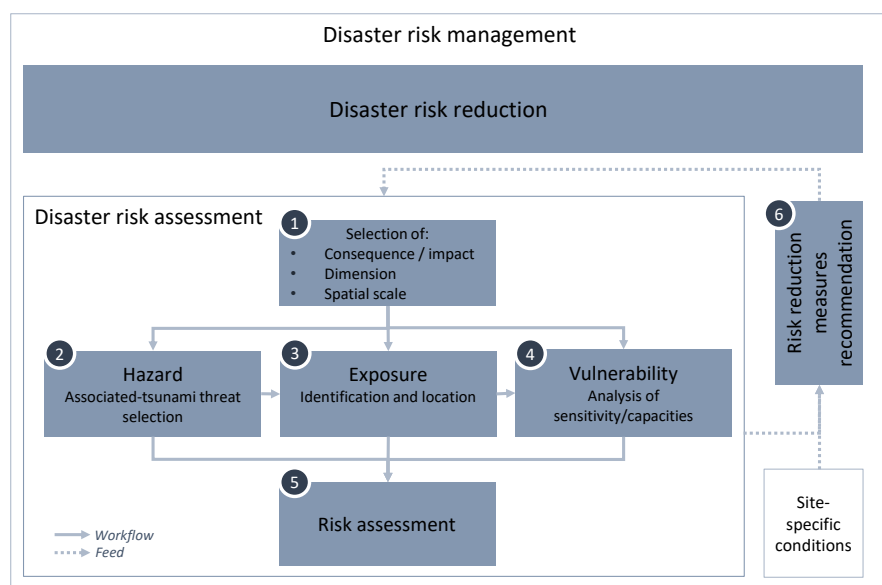 Disaster risk management
Disaster risk reduction
Disaster risk assessment
1
Selection of:
• Consequence / impact
• Dimension
• Spatial scale
2
Hazard
Associated-tsunami threat
selection
3
Exposure
Identification and location
4
Vulnerability
Analysis of
sensitivity/capacities
5
Risk assessment
6
Risk reduction
measures
recommendation
Site-
specific
conditions
Workflow
Feed